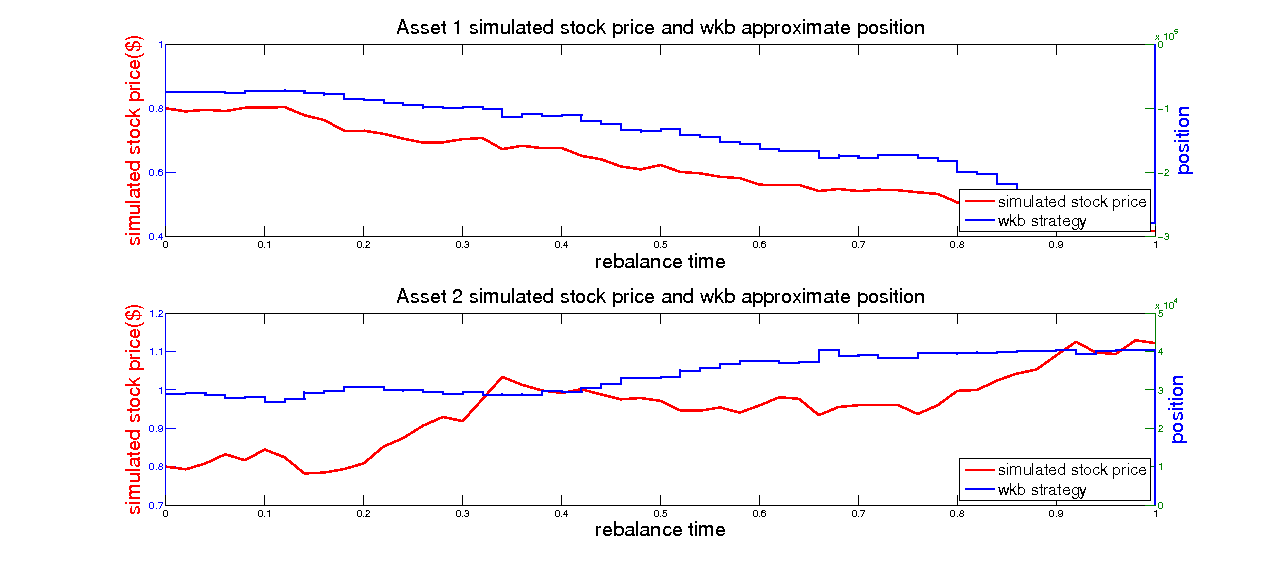 Asset 1 simulated stock price and wkb approximate position
x 10^5
simulated stock price($)
1
0.8
0.6
0.4
0
-1
-2
-3
position
simulated stock price
wkb strategy
0 0.1 0.2 0.3 0.4 0.5 0.6 0.7 0.8 0.9 1
rebalance time
Asset 2 simulated stock price and wkb approximate position
x 10^4
simulated stock price($)
1.2
1.1
1
0.9
0.8
0.7
5
4
3
2
1
0
position
simulated stock price
wkb strategy
0 0.1 0.2 0.3 0.4 0.5 0.6 0.7 0.8 0.9 1
rebalance time